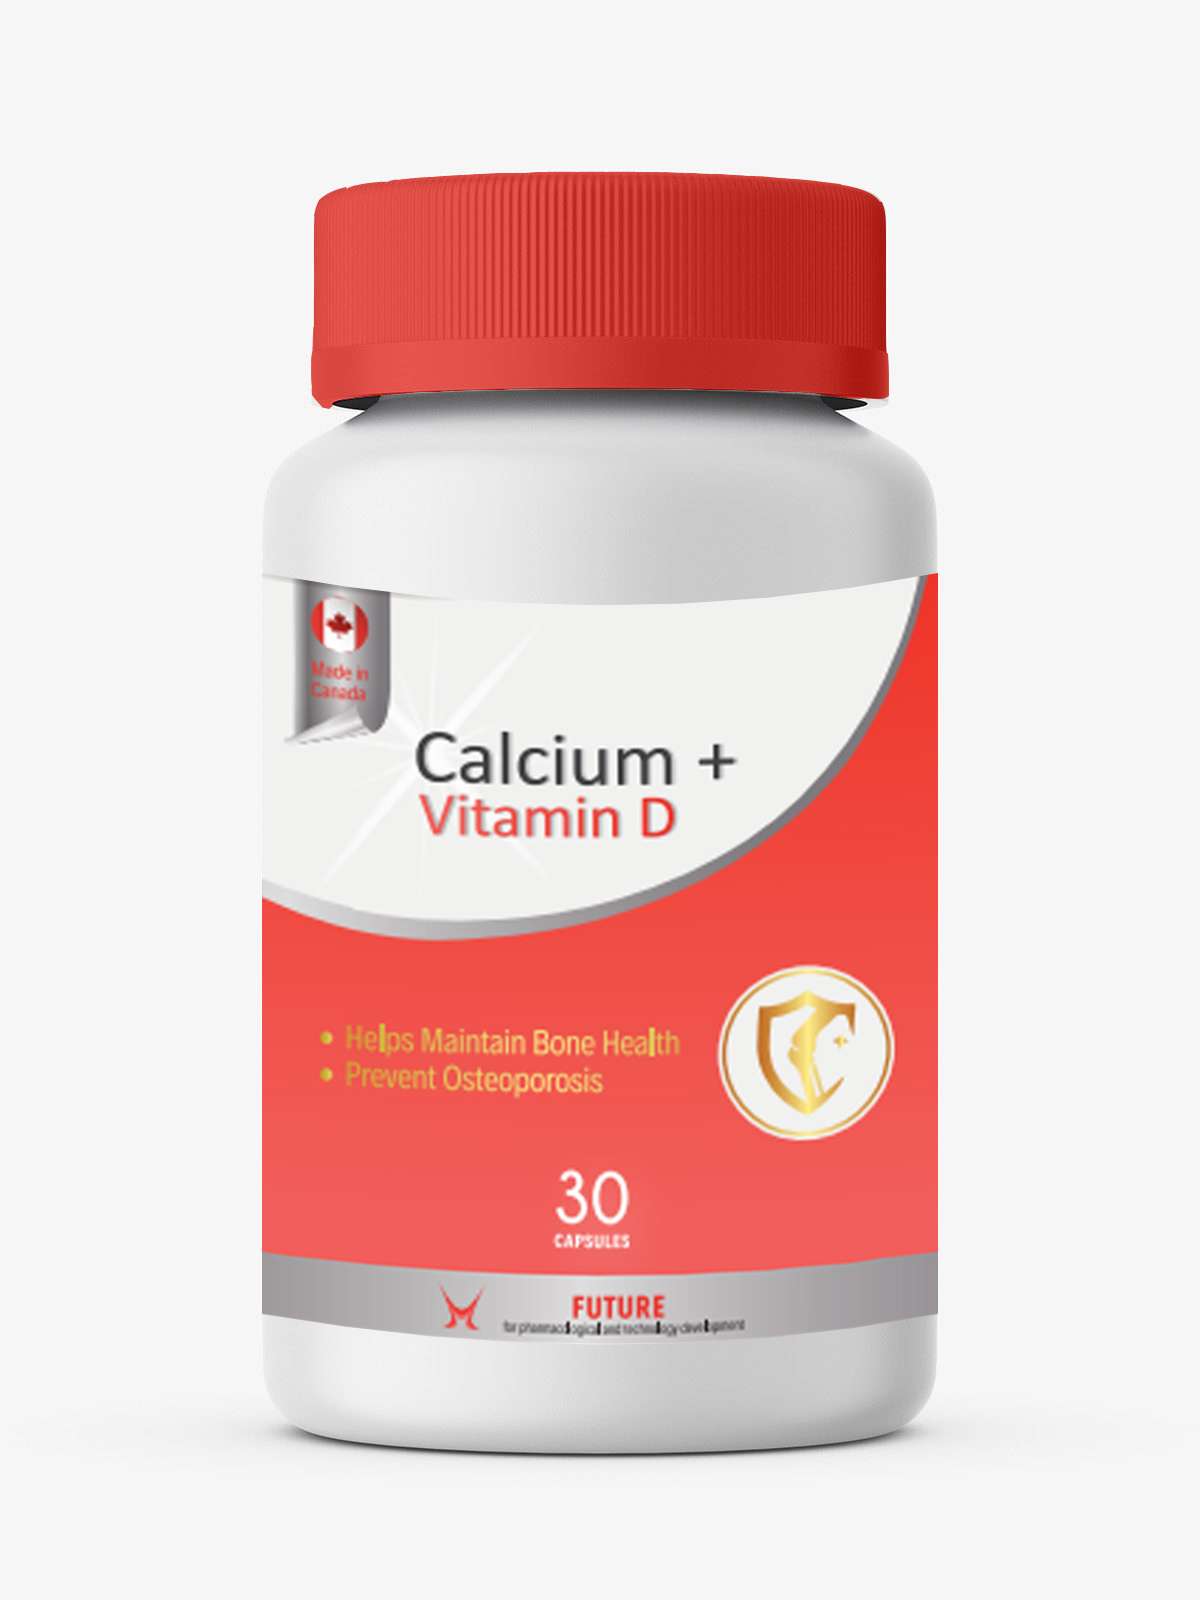 Made in
Canada
Calcium +
Vitamin D
• Helps Maintain Bone Health
• Prevent Osteoporosis
30
CAPSULES
FUTURE
for pharmacological and technology development